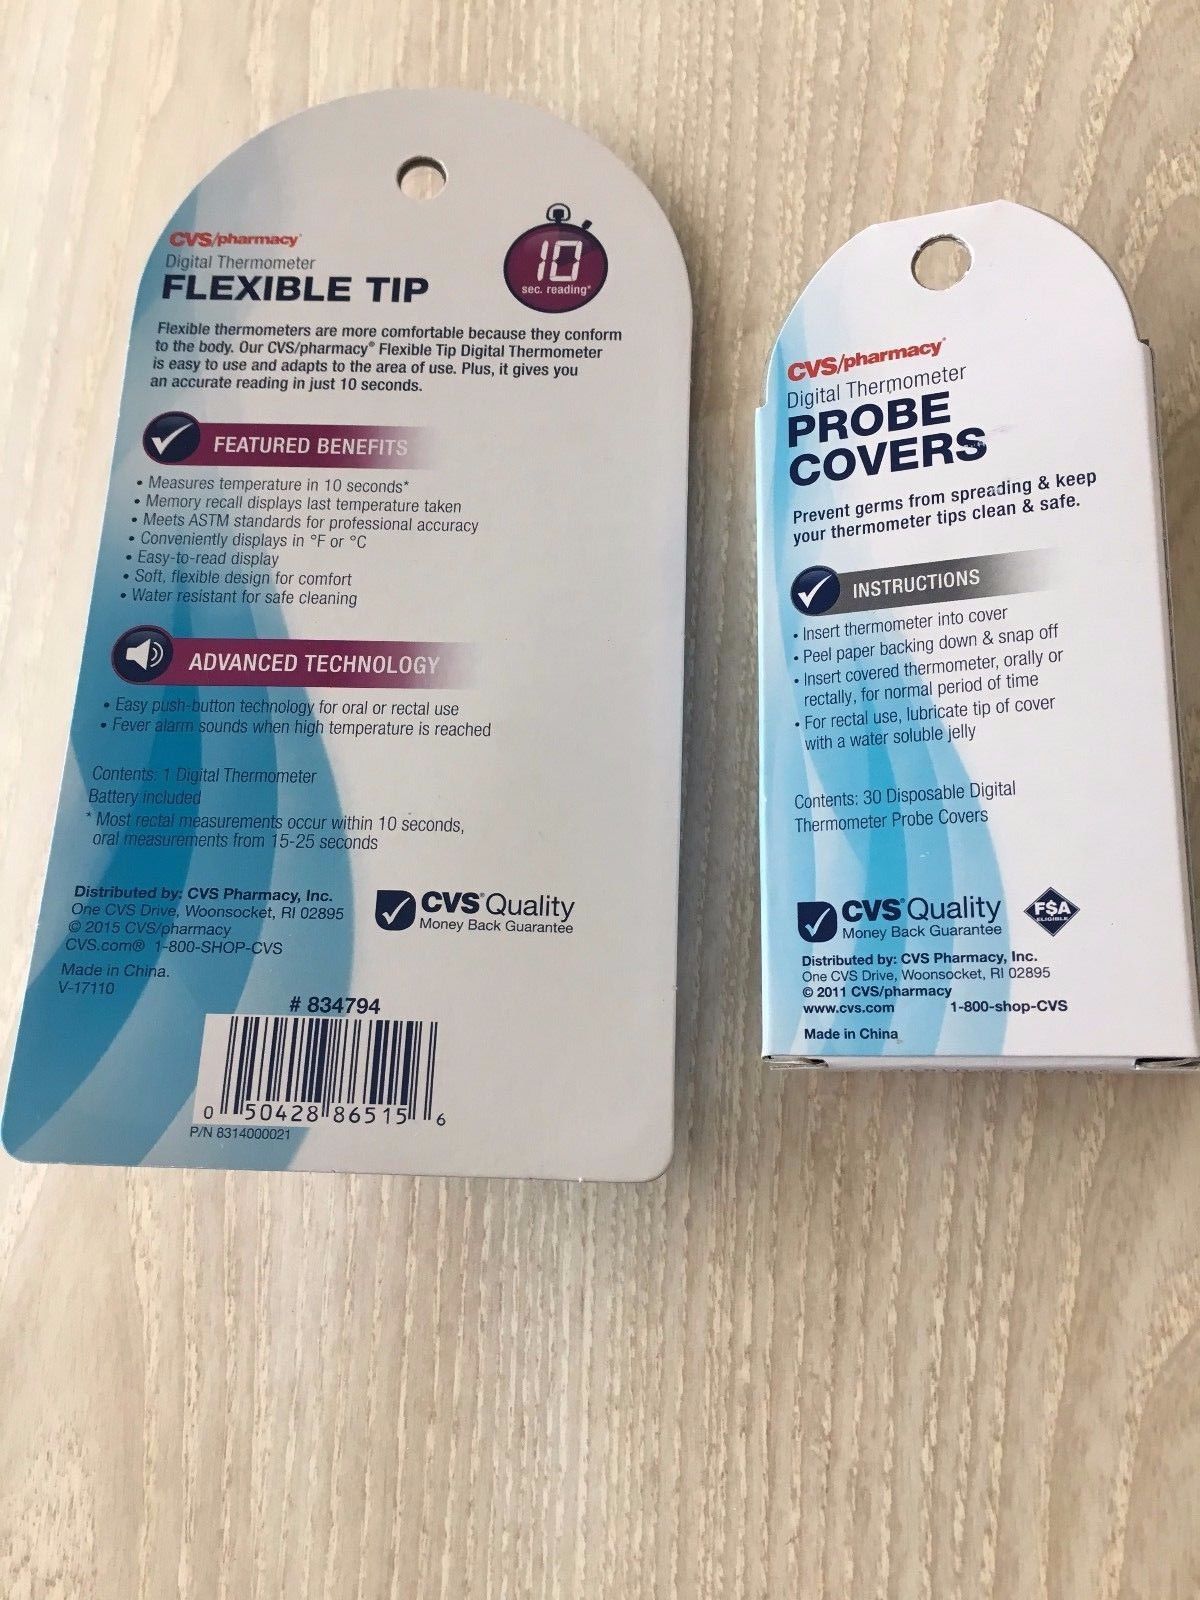 CVS/pharmacy®
Digital Thermometer
FLEXIBLE TIP
10
sec. reading*
Flexible thermometers are more comfortable because they conform
to the body. Our CVS/pharmacy® Flexible Tip Digital Thermometer
is easy to use and adapts to the area of use. Plus, it gives you
an accurate reading in just 10 seconds.
FEATURED BENEFITS
• Measures temperature in 10 seconds*
• Memory recall displays last temperature taken
• Meets ASTM standards for professional accuracy
• Conveniently displays in °F or °C
• Easy-to-read display
• Soft, flexible design for comfort
• Water resistant for safe cleaning
ADVANCED TECHNOLOGY
• Easy push-button technology for oral or rectal use
• Fever alarm sounds when high temperature is reached
Contents: 1 Digital Thermometer
Battery included
* Most rectal measurements occur within 10 seconds,
oral measurements from 15-25 seconds
Distributed by: CVS Pharmacy, Inc.
One CVS Drive, Woonsocket, RI 02895
© 2015 CVS/pharmacy
CVS.com® 1-800-SHOP-CVS
Made in China.
V-17110
CVS® Quality
Money Back Guarantee
# 834794
0 50428 86515 6
P/N 8314000021
CVS/pharmacy®
Digital Thermometer
PROBE
COVERS
Prevent germs from spreading & keep
your thermometer tips clean & safe.
INSTRUCTIONS
• Insert thermometer into cover
• Peel paper backing down & snap off
• Insert covered thermometer, orally or
rectally, for normal period of time
• For rectal use, lubricate tip of cover
with a water soluble jelly
Contents: 30 Disposable Digital
Thermometer Probe Covers
CVS® Quality
Money Back Guarantee
F$A
ELIGIBLE
Distributed by: CVS Pharmacy, Inc.
One CVS Drive, Woonsocket, RI 02895
© 2011 CVS/pharmacy
www.cvs.com 1-800-shop-CVS
Made in China